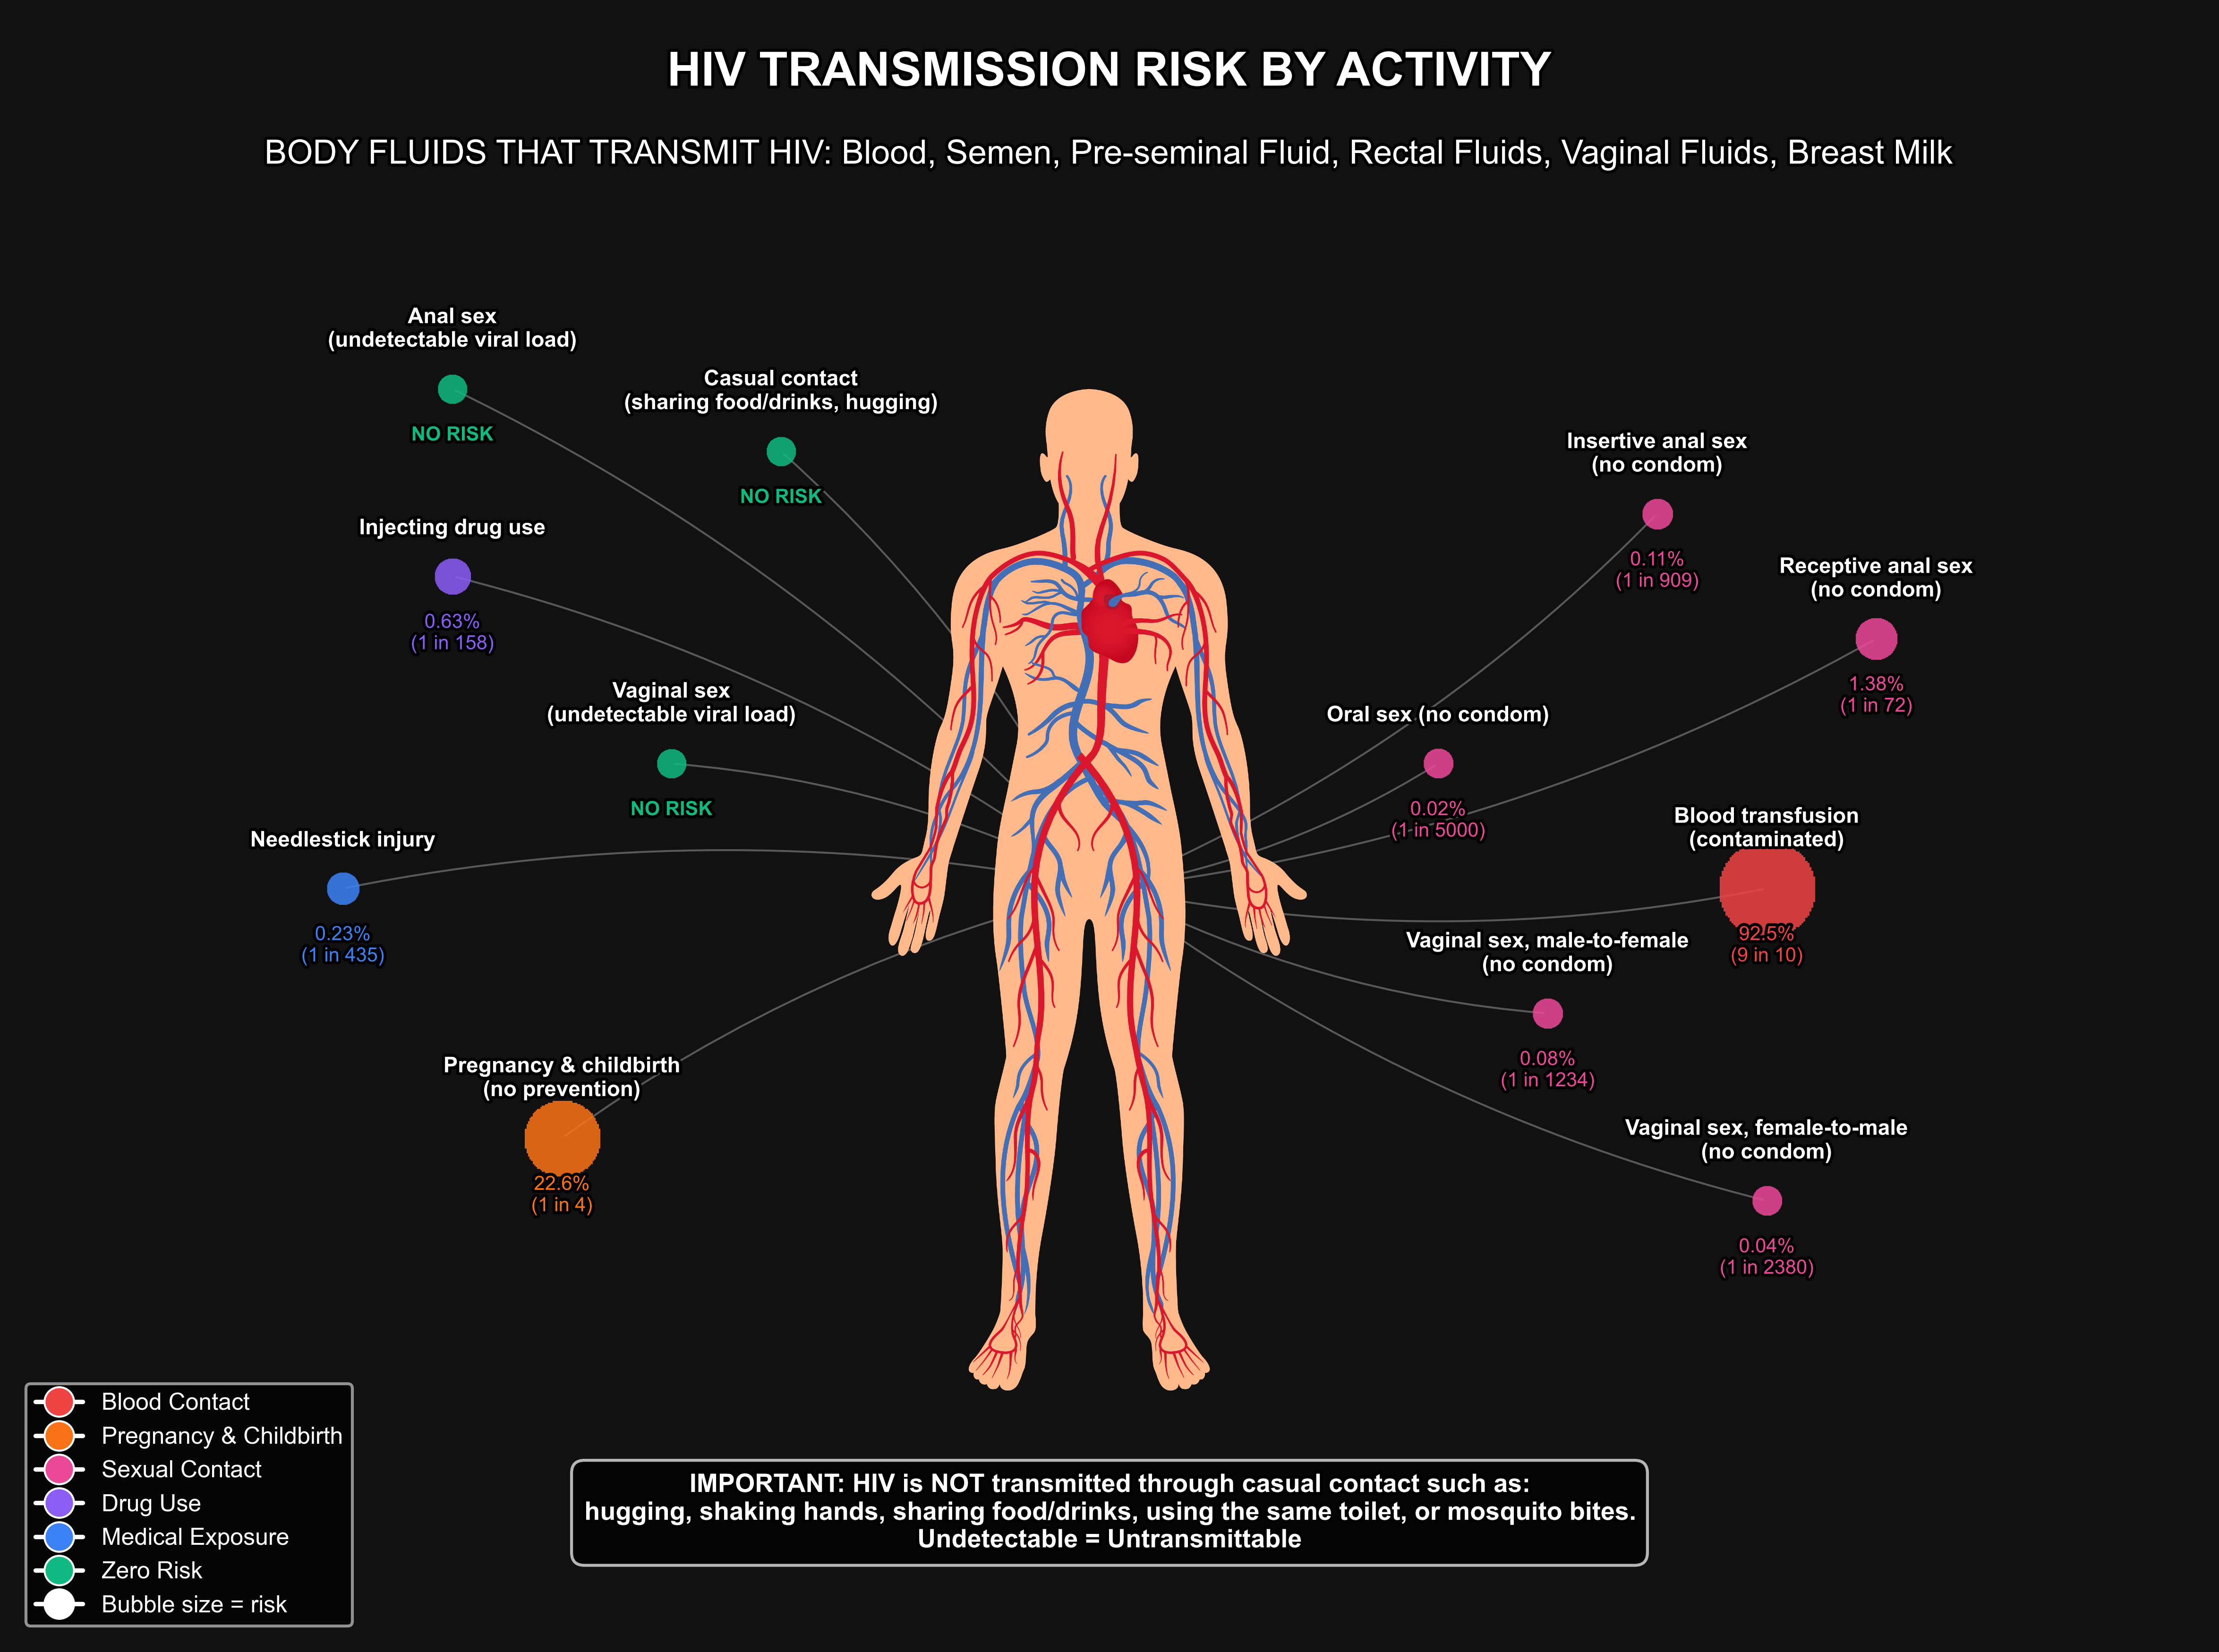 HIV TRANSMISSION RISK BY ACTIVITY
BODY FLUIDS THAT TRANSMIT HIV: Blood, Semen, Pre-seminal Fluid, Rectal Fluids, Vaginal Fluids, Breast Milk
Anal sex
(undetectable viral load)
NO RISK
Casual contact
(sharing food/drinks, hugging)
NO RISK
Injecting drug use
0.63%
(1 in 158)
Vaginal sex
(undetectable viral load)
NO RISK
Needlestick injury
0.23%
(1 in 435)
Pregnancy & childbirth
(no prevention)
22.6%
(1 in 4)
Insertive anal sex
(no condom)
0.11%
(1 in 909)
Receptive anal sex
(no condom)
1.38%
(1 in 72)
Oral sex (no condom)
0.02%
(1 in 5000)
Blood transfusion
(contaminated)
92.5%
(9 in 10)
Vaginal sex, male-to-female
(no condom)
0.08%
(1 in 1234)
Vaginal sex, female-to-male
(no condom)
0.04%
(1 in 2380)
Blood Contact
Pregnancy & Childbirth
Sexual Contact
Drug Use
Medical Exposure
Zero Risk
Bubble size = risk
IMPORTANT: HIV is NOT transmitted through casual contact such as:
hugging, shaking hands, sharing food/drinks, using the same toilet, or mosquito bites.
Undetectable = Untransmittable